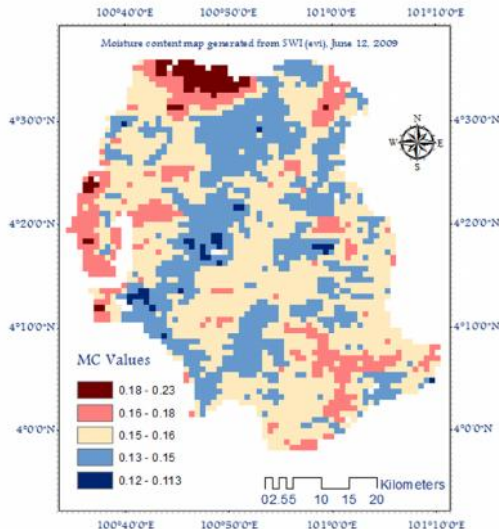 100°40'0"E 100°50'0"E 101°0'0"E 101°10'0"E
Moisture content map generated from SWI (evi), June 12, 2009
4°30'0"N 4°30'0"N
N
W E
S
4°20'0"N 4°20'0"N
4°10'0"N 4°10'0"N
MC Values
0.18 - 0.23
0.16 - 0.18
0.15 - 0.16
0.13 - 0.15
0.12 - 0.113
4°0'0"N 4°0'0"N
Kilometers
02.55 10 15 20
100°40'0"E 100°50'0"E 101°0'0"E 101°10'0"E